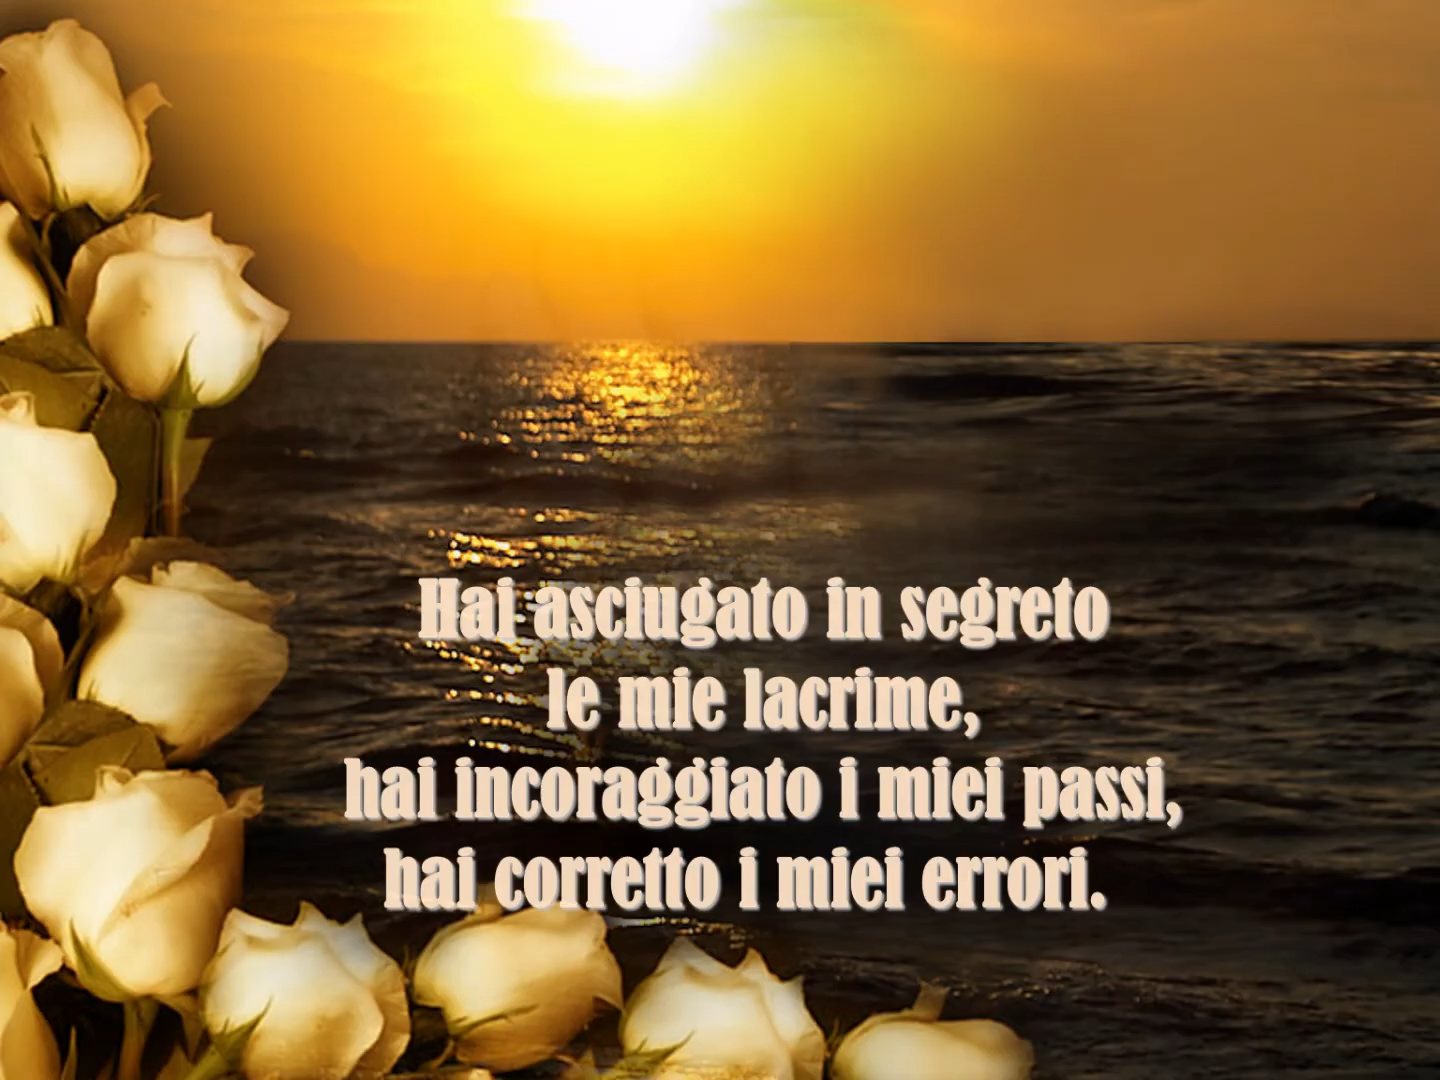 Hai asciugato in segreto
le mie lacrime,
hai incoraggiato i miei passi,
hai corretto i miei errori.